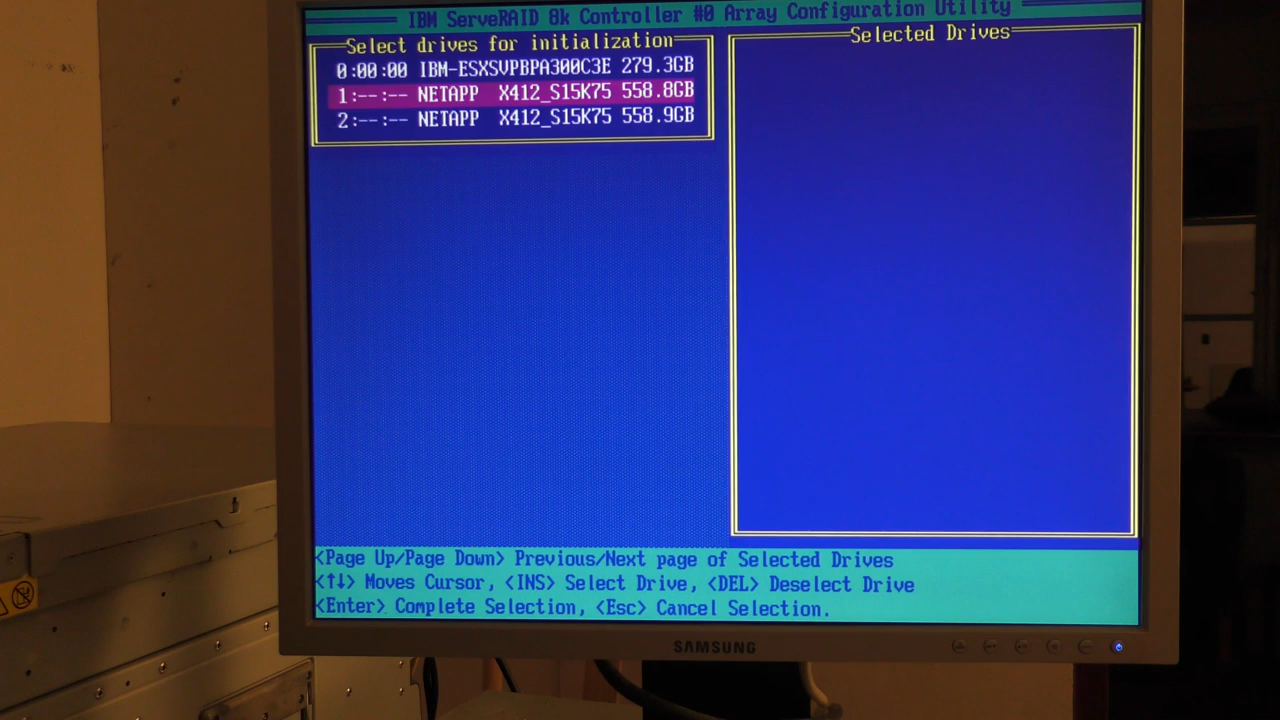 IBM ServeRAID 8k Controller #0 Array Configuration Utility
Select drives for initialization
0:00:00 IBM-ESXSVPBPA300C3E 279.3GB
1:--:-- NETAPP X412_S15K75 558.8GB
2:--:-- NETAPP X412_S15K75 558.9GB
Selected Drives
<Page Up/Page Down> Previous/Next page of Selected Drives
<↑↓> Moves Cursor, <INS> Select Drive, <DEL> Deselect Drive
<Enter> Complete Selection, <Esc> Cancel Selection.
SAMSUNG